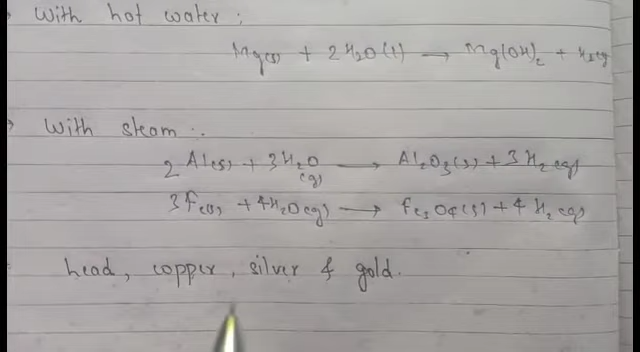 With hot water :
Mg(s) + 2H2O(l) → Mg(OH)2 + H2(g)
With steam :.
2Al(s) + 3H2O(g) → Al2O3(s) + 3H2(g)
3Fe(s) + 4H2O(g) → Fe3O4(s) + 4H2(g)
Lead, copper, silver & gold.